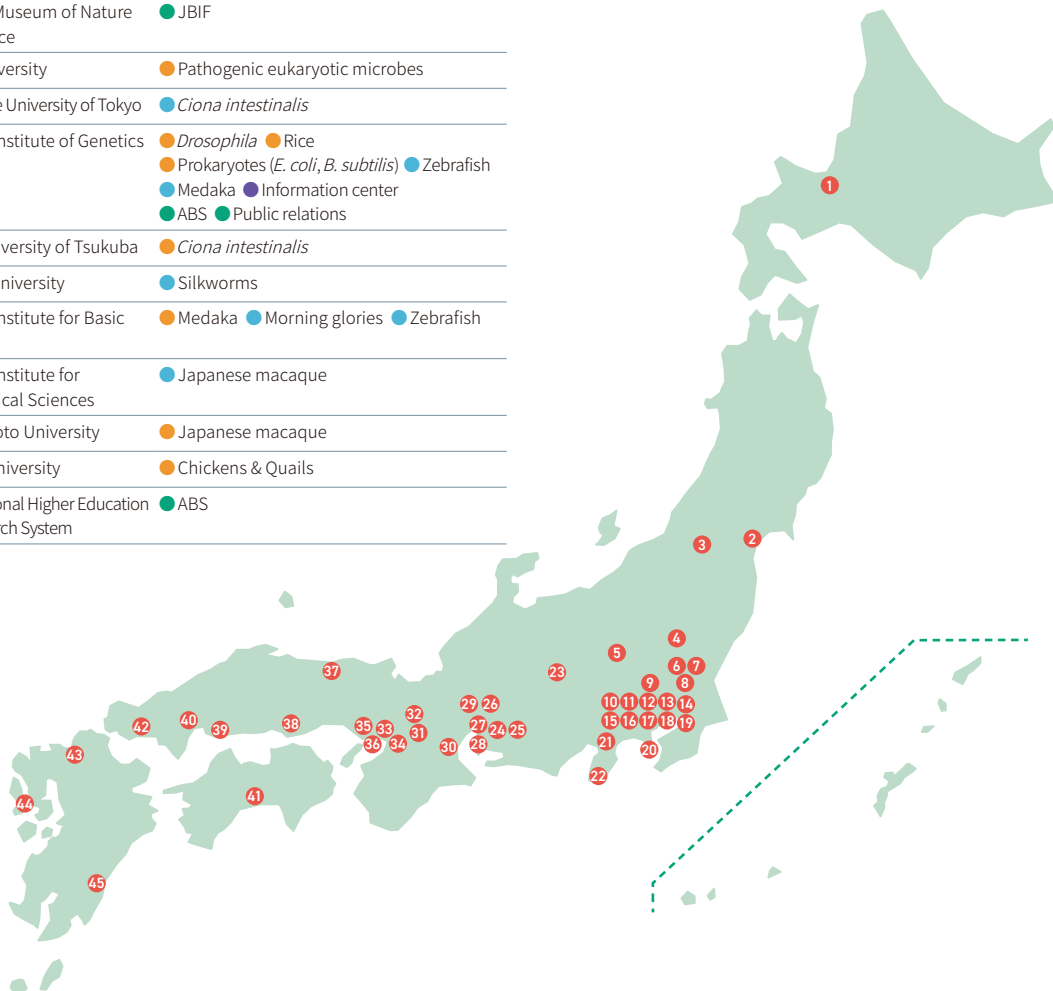 Museum of Nature JBIF
ce
versity Pathogenic eukaryotic microbes
e University of Tokyo Ciona intestinalis
nstitute of Genetics Drosophila Rice
Prokaryotes (E. coli, B. subtilis) Zebrafish
Medaka Information center
ABS Public relations
versity of Tsukuba Ciona intestinalis
niversity Silkworms
nstitute for Basic Medaka Morning glories Zebrafish
nstitute for Japanese macaque
ical Sciences
oto University Japanese macaque
niversity Chickens & Quails
onal Higher Education ABS
rch System
1
2
3
4
5
6 7
23
37
9 8
10 11 12 13 14
29 26
32
40
15 16 17 18 19
38
42
35 33
27
39
24 25
31
21
36 34
28
30
20
43
22
41
44
45